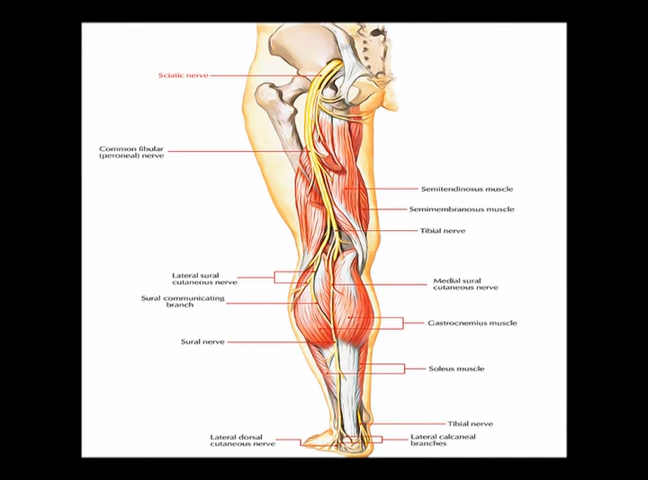 Sciatic nerve
Common fibular
(peroneal) nerve
Semitendinosus muscle
Semimembranosus muscle
Tibial nerve
Lateral sural
cutaneous nerve
Medial sural
cutaneous nerve
Sural communicating
branch
Gastrocnemius muscle
Sural nerve
Soleus muscle
Tibial nerve
Lateral dorsal
cutaneous nerve
Lateral calcaneal
branches